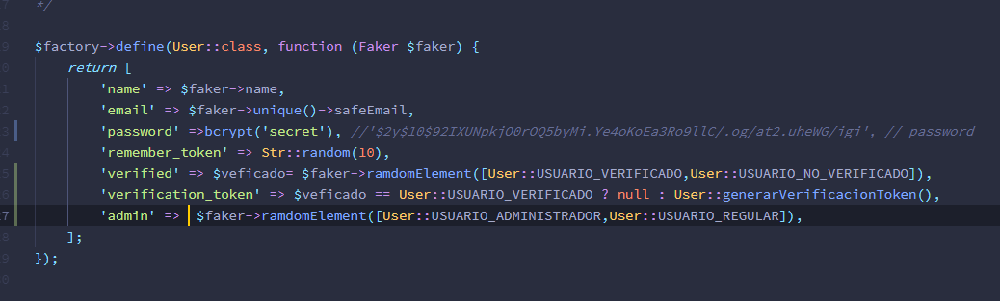 */
$factory->define(User::class, function (Faker $faker) {
    return [
        'name' => $faker->name,
        'email' => $faker->unique()->safeEmail,
        'password' =>bcrypt('secret'), //'$2y$10$92IXUNpkjO0rOQ5byMi.Ye4oKoEa3Ro9llC/.og/at2.uheWG/igi', // password
        'remember_token' => Str::random(10),
        'verified' => $veficado= $faker->ramdomElement([User::USUARIO_VERIFICADO,User::USUARIO_NO_VERIFICADO]),
        'verification_token' => $veficado == User::USUARIO_VERIFICADO ? null : User::generarVerificacionToken(),
        'admin' => $faker->ramdomElement([User::USUARIO_ADMINISTRADOR,User::USUARIO_REGULAR]),
    ];
});